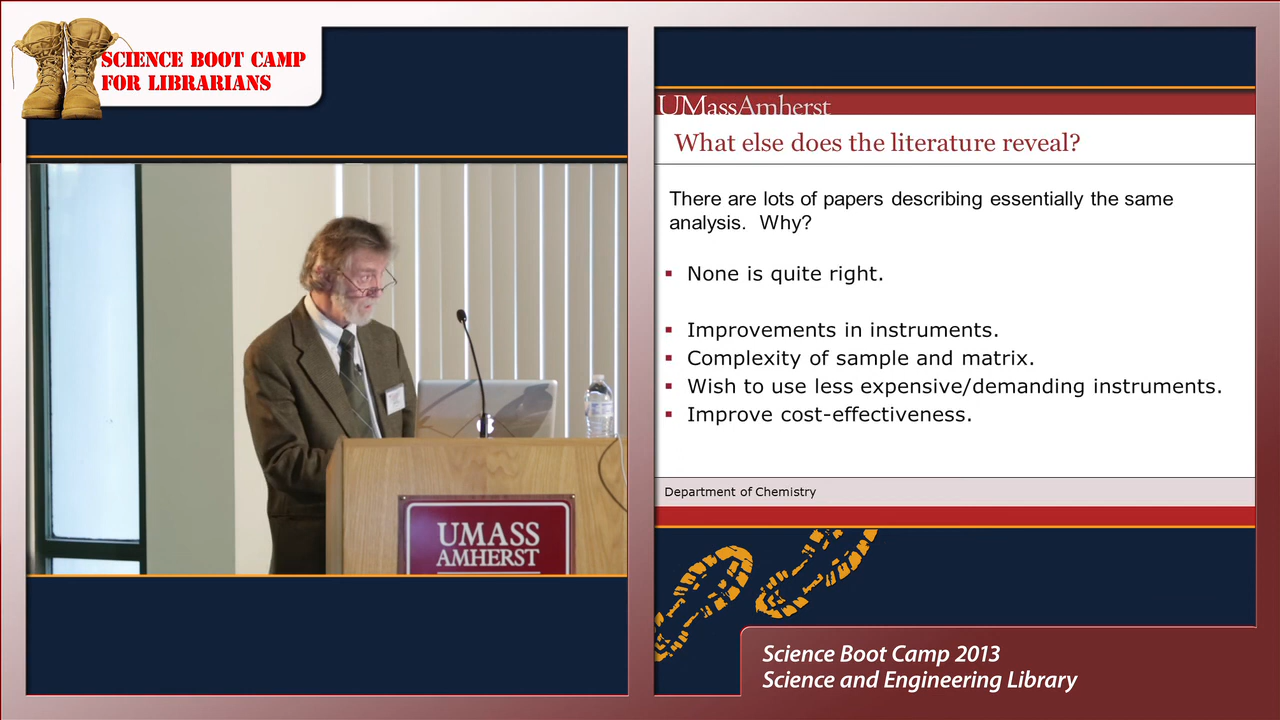 SCIENCE BOOT CAMP
FOR LIBRARIANS
UMASS
AMHERST
UMassAmherst
What else does the literature reveal?
There are lots of papers describing essentially the same
analysis. Why?
▪ None is quite right.
▪ Improvements in instruments.
▪ Complexity of sample and matrix.
▪ Wish to use less expensive/demanding instruments.
▪ Improve cost-effectiveness.
Department of Chemistry
Science Boot Camp 2013
Science and Engineering Library